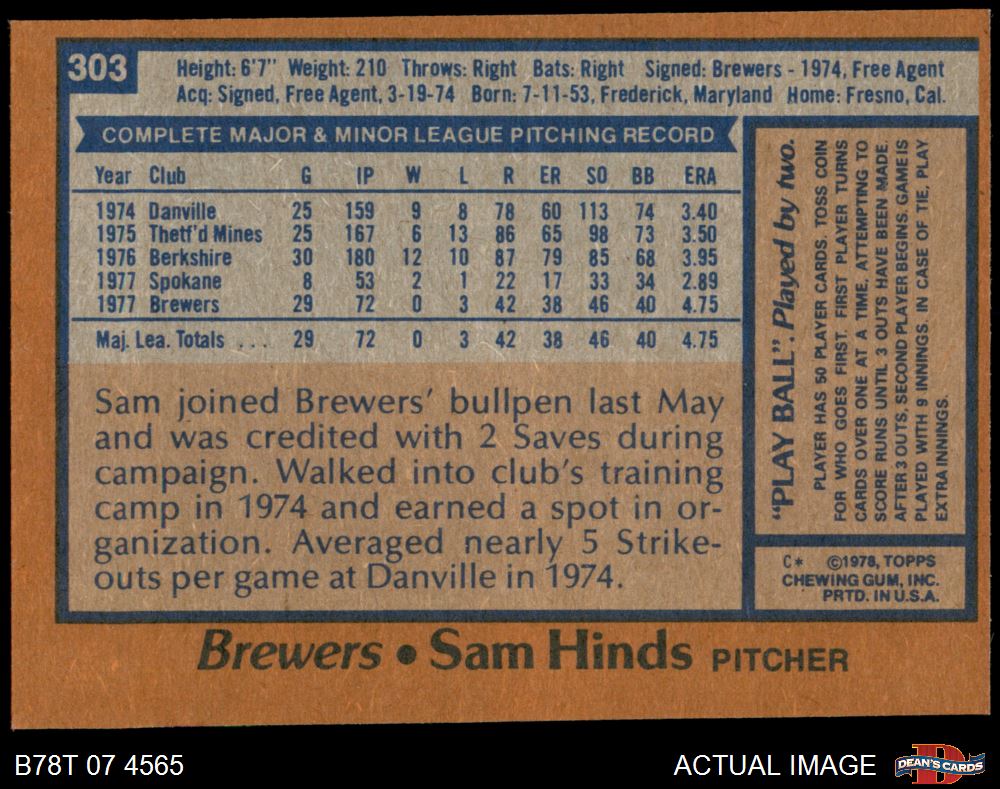 303
Height: 6'7" Weight: 210 Throws: Right Bats: Right Signed: Brewers - 1974, Free Agent
Acq: Signed, Free Agent, 3-19-74 Born: 7-11-53, Frederick, Maryland Home: Fresno, Cal.
COMPLETE MAJOR & MINOR LEAGUE PITCHING RECORD
Year Club G IP W L R ER SO BB ERA
1974 Danville 25 159 9 8 78 60 113 74 3.40
1975 Thetf'd Mines 25 167 6 13 86 65 98 73 3.50
1976 Berkshire 30 180 12 10 87 79 85 68 3.95
1977 Spokane 8 53 2 1 22 17 33 34 2.89
1977 Brewers 29 72 0 3 42 38 46 40 4.75
Maj. Lea. Totals ... 29 72 0 3 42 38 46 40 4.75
Sam joined Brewers' bullpen last May
and was credited with 2 Saves during
campaign. Walked into club's training
camp in 1974 and earned a spot in or-
ganization. Averaged nearly 5 Strike-
outs per game at Danville in 1974.
"PLAY BALL". Played by two.
PLAYER HAS 50 PLAYER CARDS. TOSS COIN
FOR WHO GOES FIRST. FIRST PLAYER TURNS
CARDS OVER ONE AT A TIME, ATTEMPTING TO
SCORE RUNS UNTIL 3 OUTS HAVE BEEN MADE.
AFTER 3 OUTS, SECOND PLAYER BEGINS. GAME IS
PLAYED WITH 9 INNINGS. IN CASE OF TIE, PLAY
EXTRA INNINGS.
C* ©1978, TOPPS
CHEWING GUM, INC.
PRTD. IN U.S.A.
Brewers • Sam Hinds PITCHER
B78T 07 4565
ACTUAL IMAGE
D
DEAN'S CARDS